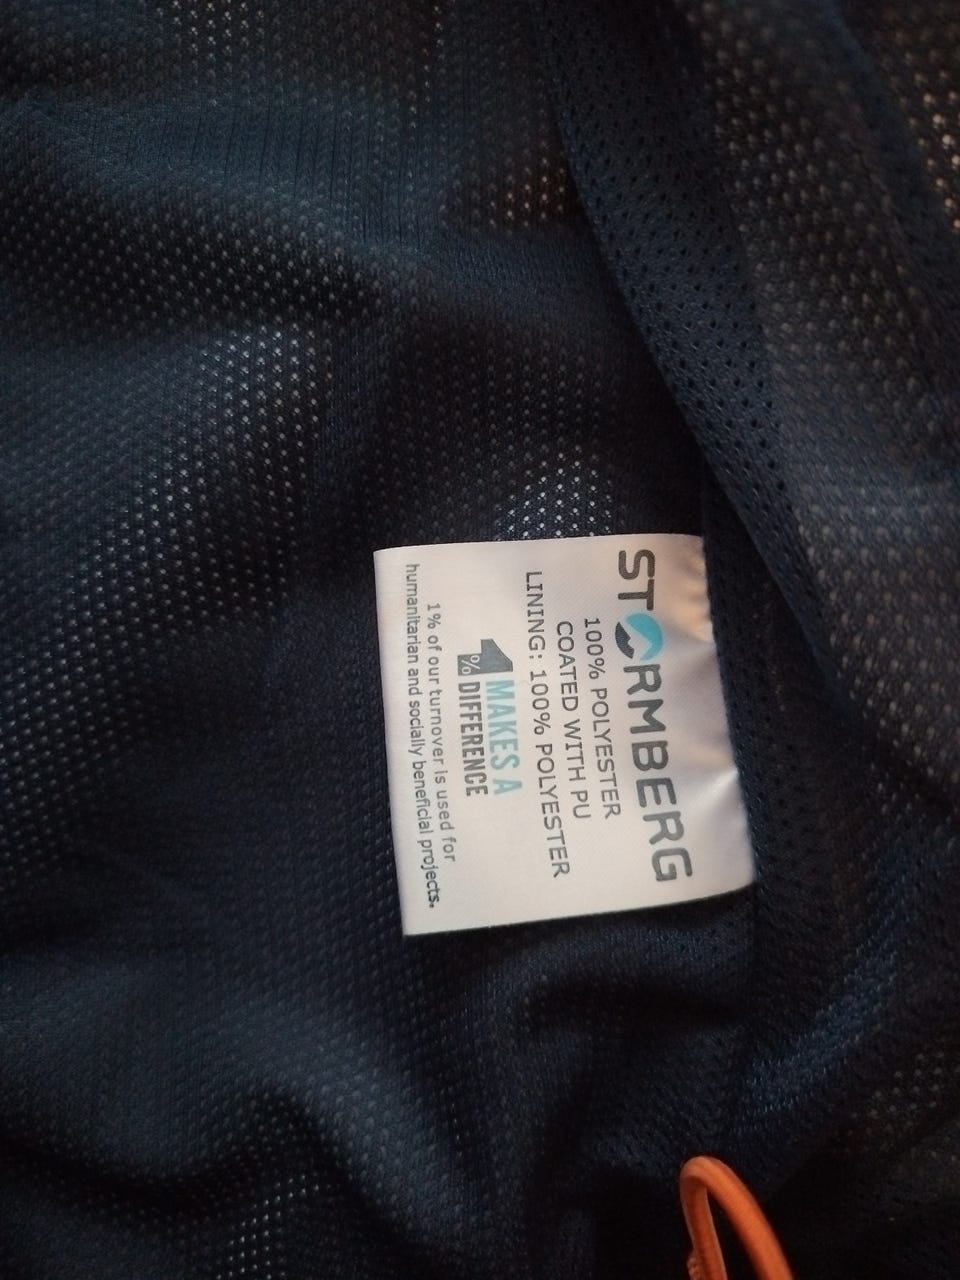 STORMBERG
100% POLYESTER
COATED WITH PU
LINING: 100% POLYESTER
1% MAKES A
DIFFERENCE
1% of our turnover is used for
humanitarian and socially beneficial projects.